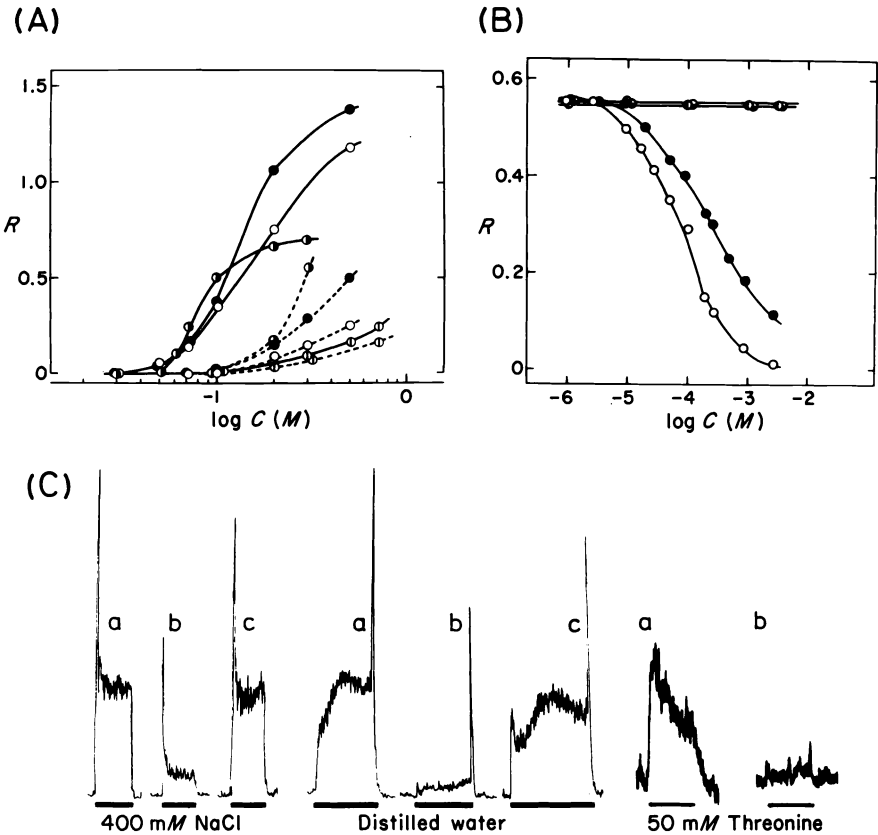 (A)
(B)
1.5
1.0
0.5
0
R
-1
0
log C (M)
0.6
0.4
0.2
0
R
-6
-5
-4
-3
-2
log C (M)
(C)
a
b
c
a
b
c
a
b
400 mM NaCl
Distilled water
50 mM Threonine